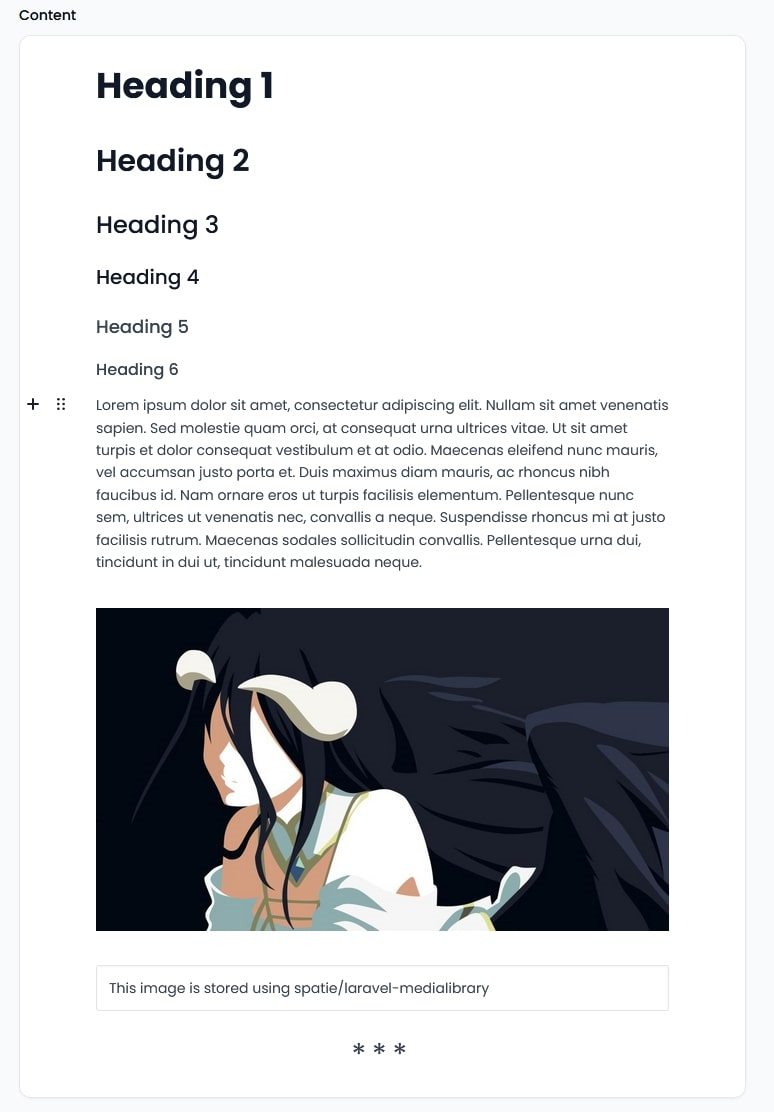 Content
Heading 1
Heading 2
Heading 3
Heading 4
Heading 5
Heading 6
Lorem ipsum dolor sit amet, consectetur adipiscing elit. Nullam sit amet venenatis
sapien. Sed molestie quam orci, at consequat urna ultrices vitae. Ut sit amet
turpis et dolor consequat vestibulum et at odio. Maecenas eleifend nunc mauris,
vel accumsan justo porta et. Duis maximus diam mauris, ac rhoncus nibh
faucibus id. Nam ornare eros ut turpis facilisis elementum. Pellentesque nunc
sem, ultrices ut venenatis nec, convallis a neque. Suspendisse rhoncus mi at justo
facilisis rutrum. Maecenas sodales sollicitudin convallis. Pellentesque urna dui,
tincidunt in dui ut, tincidunt malesuada neque.
This image is stored using spatie/laravel-medialibrary
* * *